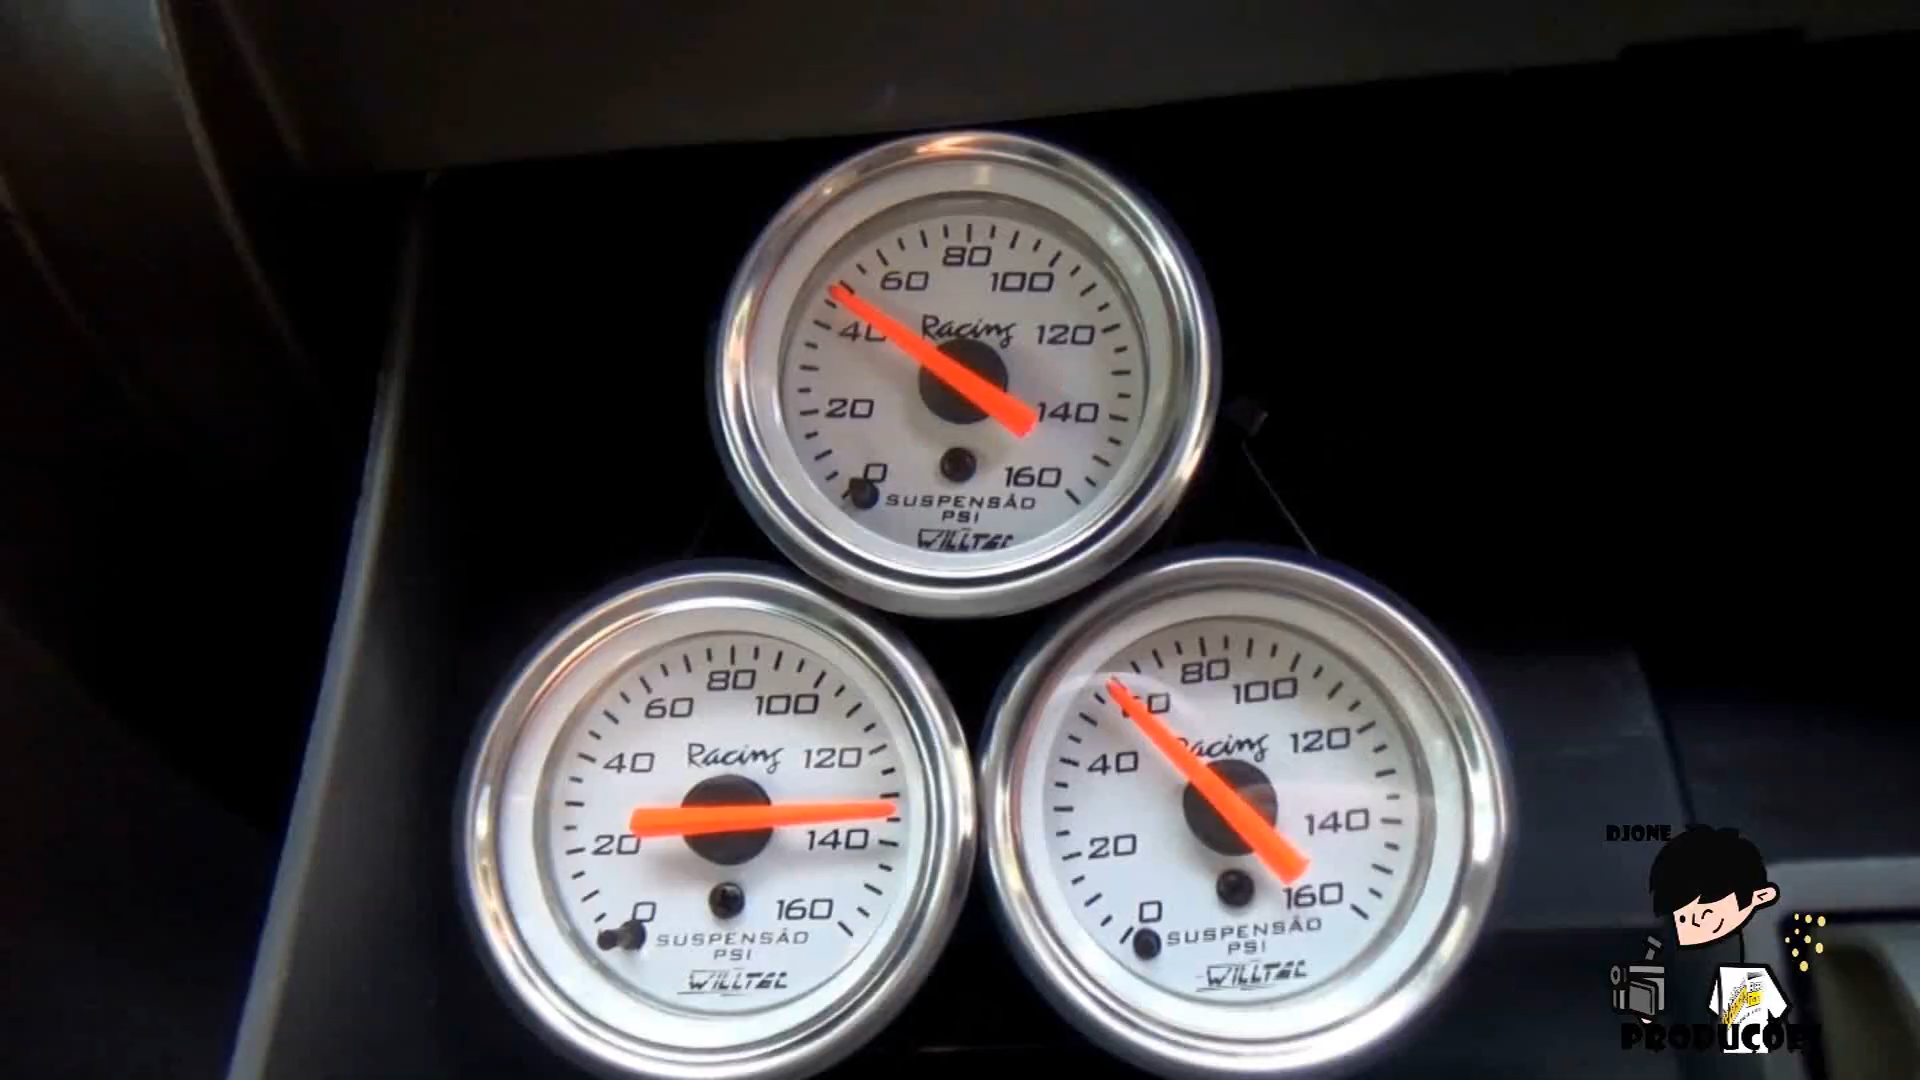 80
60 100
Racing
40 120
20 140
0 160
SUSPENSÃO
PSI
WILLTEC
80
60 100
Racing
40 120
20 140
0 160
SUSPENSÃO
PSI
WILLTEC
80
60 100
Racing
40 120
20 140
0 160
SUSPENSÃO
PSI
WILLTEC
DJONE
PRODUÇÕES